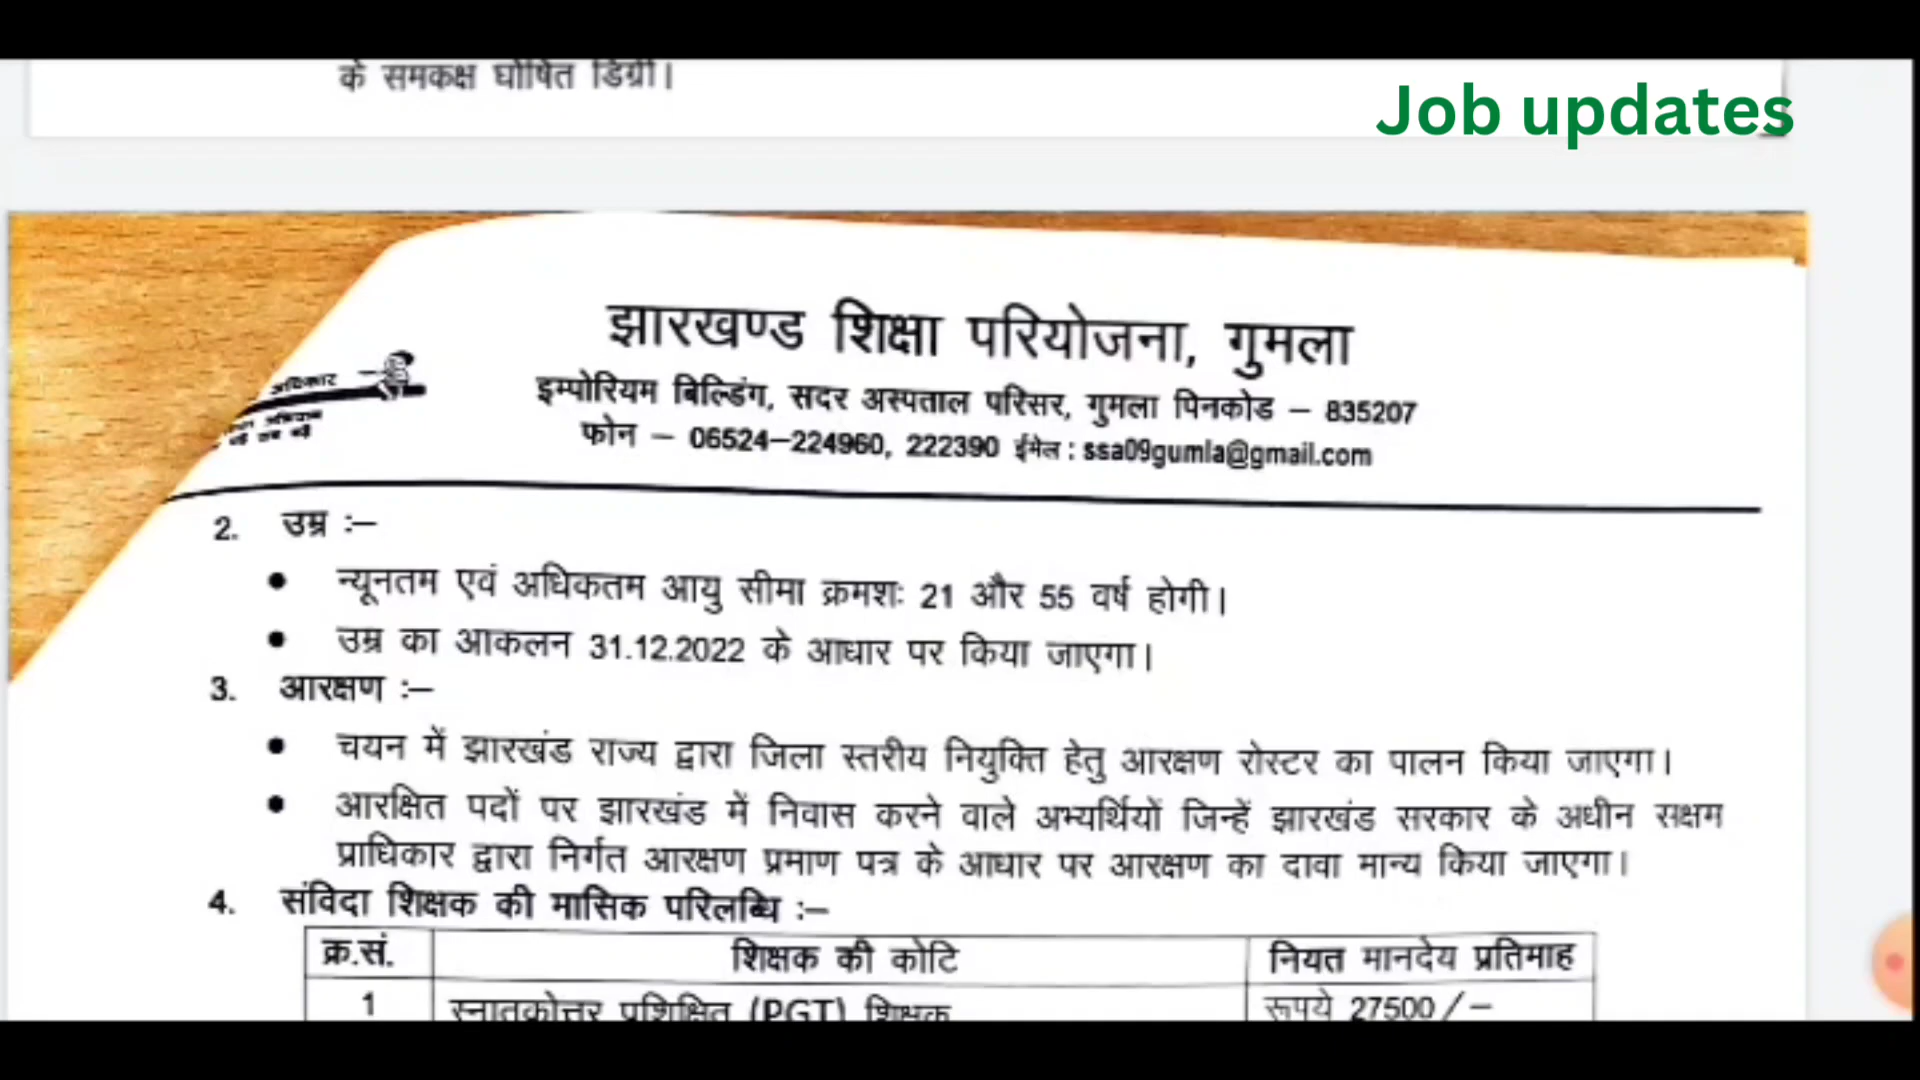 के समकक्ष घोषित डिग्री।
Job updates
झारखण्ड शिक्षा परियोजना, गुमला
इम्पोरियम बिल्डिंग, सदर अस्पताल परिसर, गुमला पिनकोड – 835207
फोन – 06524–224960, 222390 ईमेल : ssa09gumla@gmail.com
अधिकार
2. उम्र :–
● न्यूनतम एवं अधिकतम आयु सीमा क्रमशः 21 और 55 वर्ष होगी।
● उम्र का आकलन 31.12.2022 के आधार पर किया जाएगा।
3. आरक्षण :–
● चयन में झारखंड राज्य द्वारा जिला स्तरीय नियुक्ति हेतु आरक्षण रोस्टर का पालन किया जाएगा।
● आरक्षित पदों पर झारखंड में निवास करने वाले अभ्यर्थियों जिन्हें झारखंड सरकार के अधीन सक्षम
प्राधिकार द्वारा निर्गत आरक्षण प्रमाण पत्र के आधार पर आरक्षण का दावा मान्य किया जाएगा।
4. संविदा शिक्षक की मासिक परिलब्धि :–
क्र.सं. शिक्षक की कोटि नियत मानदेय प्रतिमाह
1 स्नातकोत्तर प्रशिक्षित (PGT) शिक्षक रूपये 27500/–